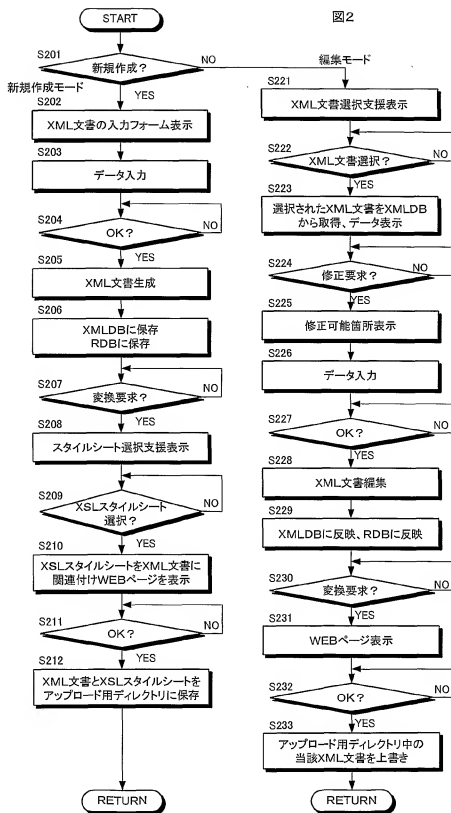 図2
START
S201
新規作成？
NO
YES
新規作成モード
S202
XML文書の入力フォーム表示
S203
データ入力
S204
OK？
NO
YES
S205
XML文書生成
S206
XMLDBに保存
RDBに保存
S207
変換要求？
NO
YES
S208
スタイルシート選択支援表示
S209
XSLスタイルシート
選択？
NO
YES
S210
XSLスタイルシートをXML文書に
関連付けWEBページを表示
S211
OK？
NO
YES
S212
XML文書とXSLスタイルシートを
アップロード用ディレクトリに保存
RETURN
編集モード
S221
XML文書選択支援表示
S222
XML文書選択？
NO
YES
S223
選択されたXML文書をXMLDB
から取得、データ表示
S224
修正要求？
NO
YES
S225
修正可能箇所表示
S226
データ入力
S227
OK？
NO
YES
S228
XML文書編集
S229
XMLDBに反映、RDBに反映
S230
変換要求？
NO
YES
S231
WEBページ表示
S232
OK？
NO
YES
S233
アップロード用ディレクトリ中の
当該XML文書を上書き
RETURN